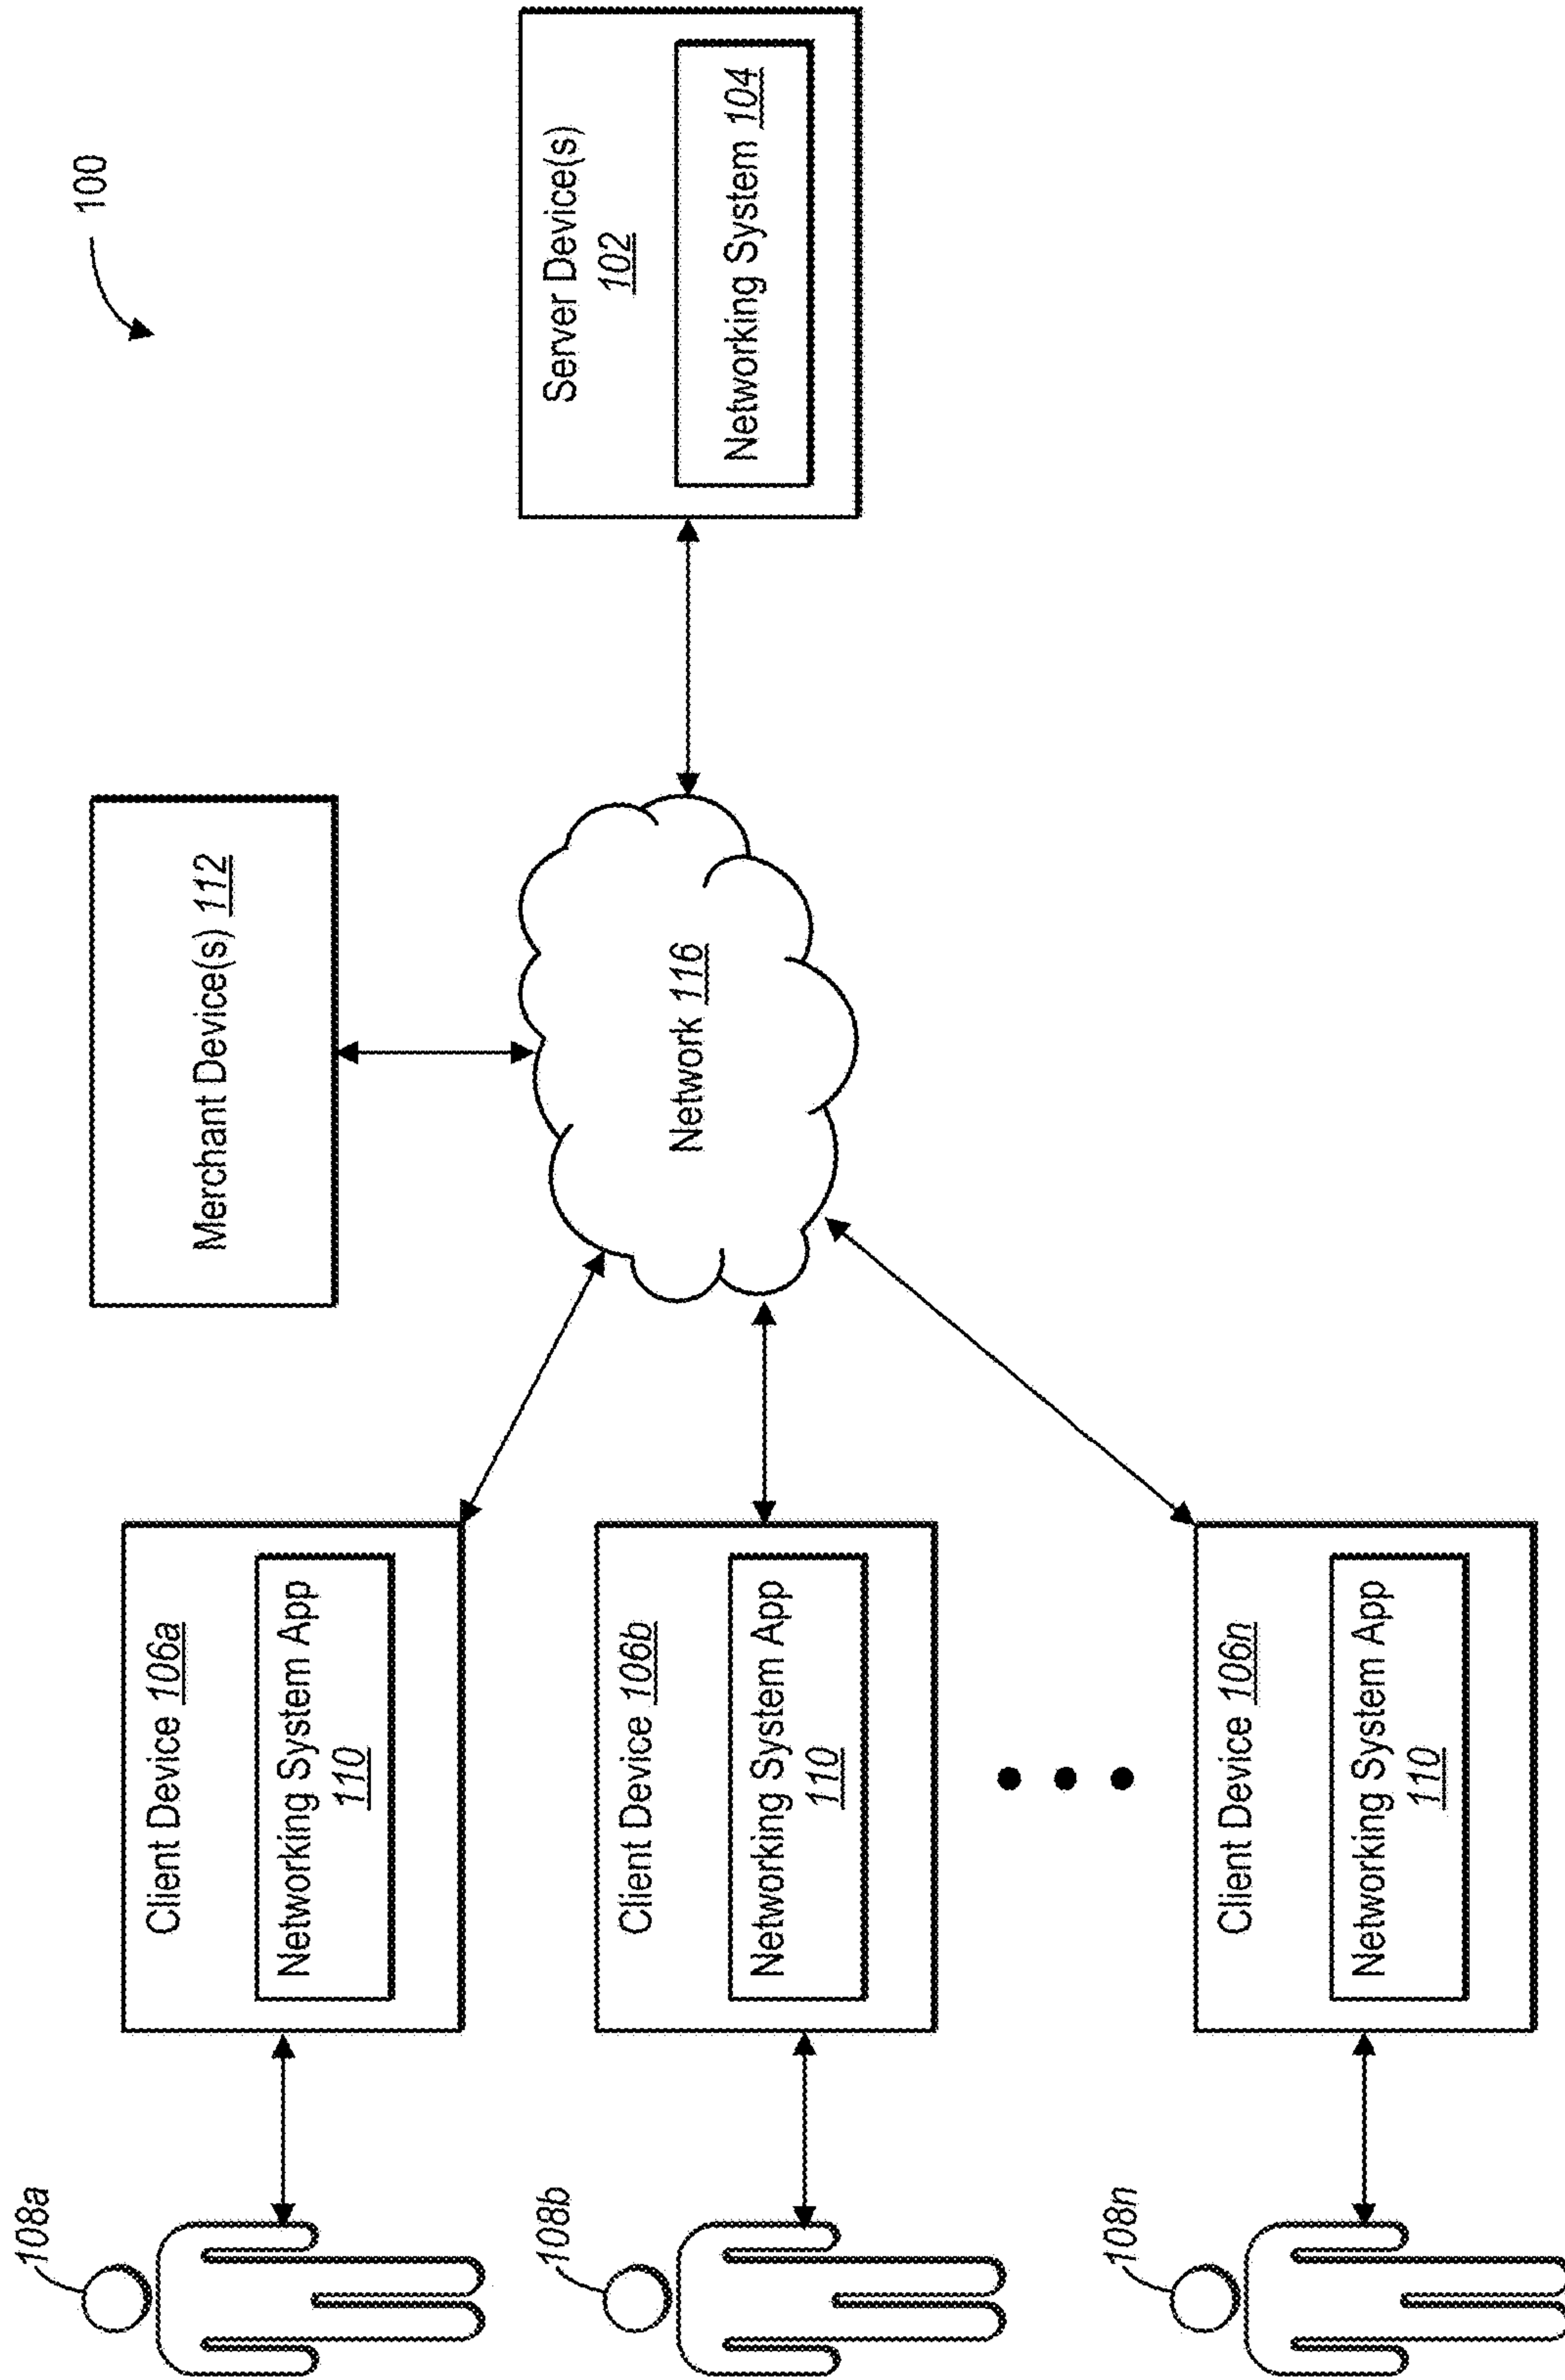 100
108a
Client Device 106a
Networking System App
110
Merchant Device(s) 112
108b
Client Device 106b
Networking System App
110
Network 116
Server Device(s)
102
Networking System 104
108n
Client Device 106n
Networking System App
110